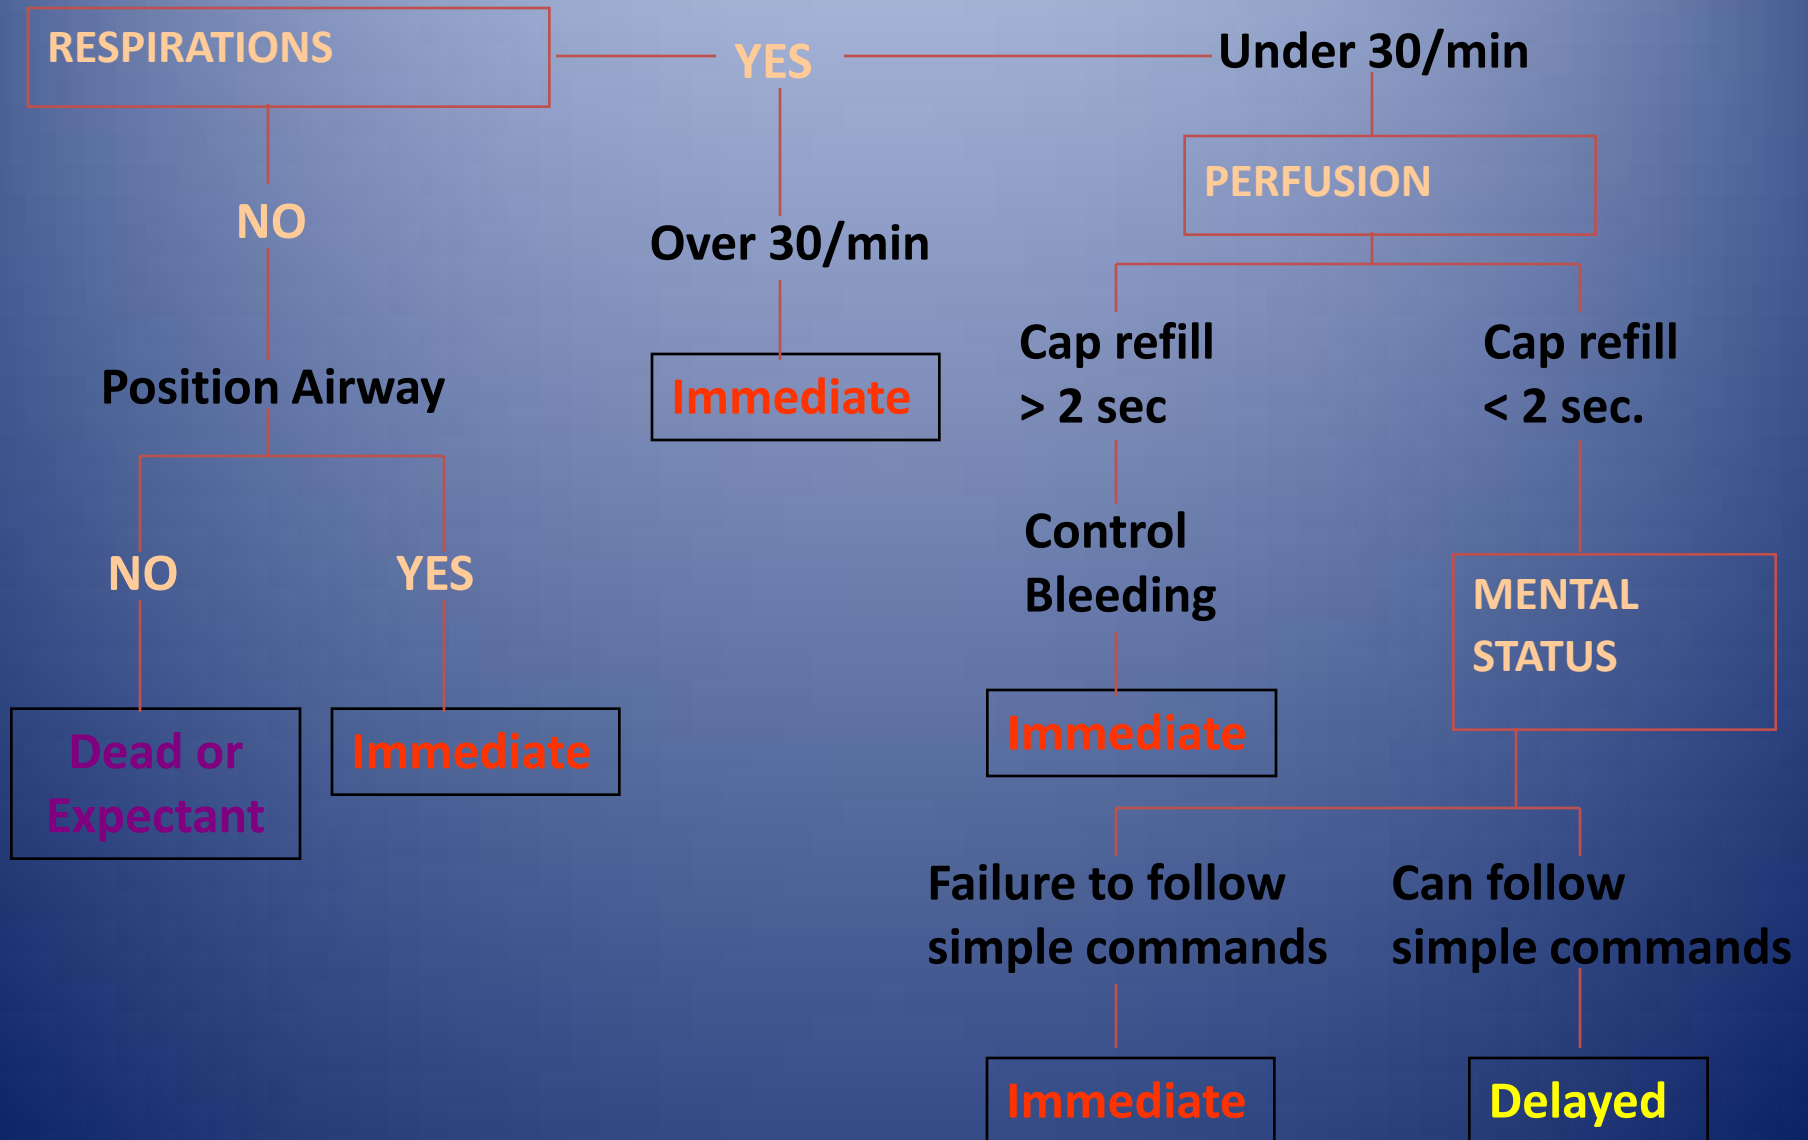 RESPIRATIONS
YES
Under 30/min
PERFUSION
NO
Over 30/min
Cap refill
> 2 sec
Cap refill
< 2 sec.
Position Airway
Immediate
Control
Bleeding
NO
YES
MENTAL
STATUS
Dead or
Expectant
Immediate
Immediate
Failure to follow
simple commands
Can follow
simple commands
Immediate
Delayed